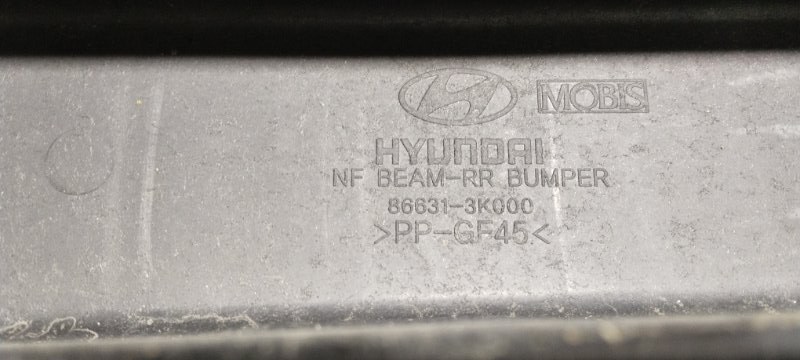 MOBIS
HYUNDAI
NF BEAM-RR BUMPER
86631-3K000
>PP-GF45<